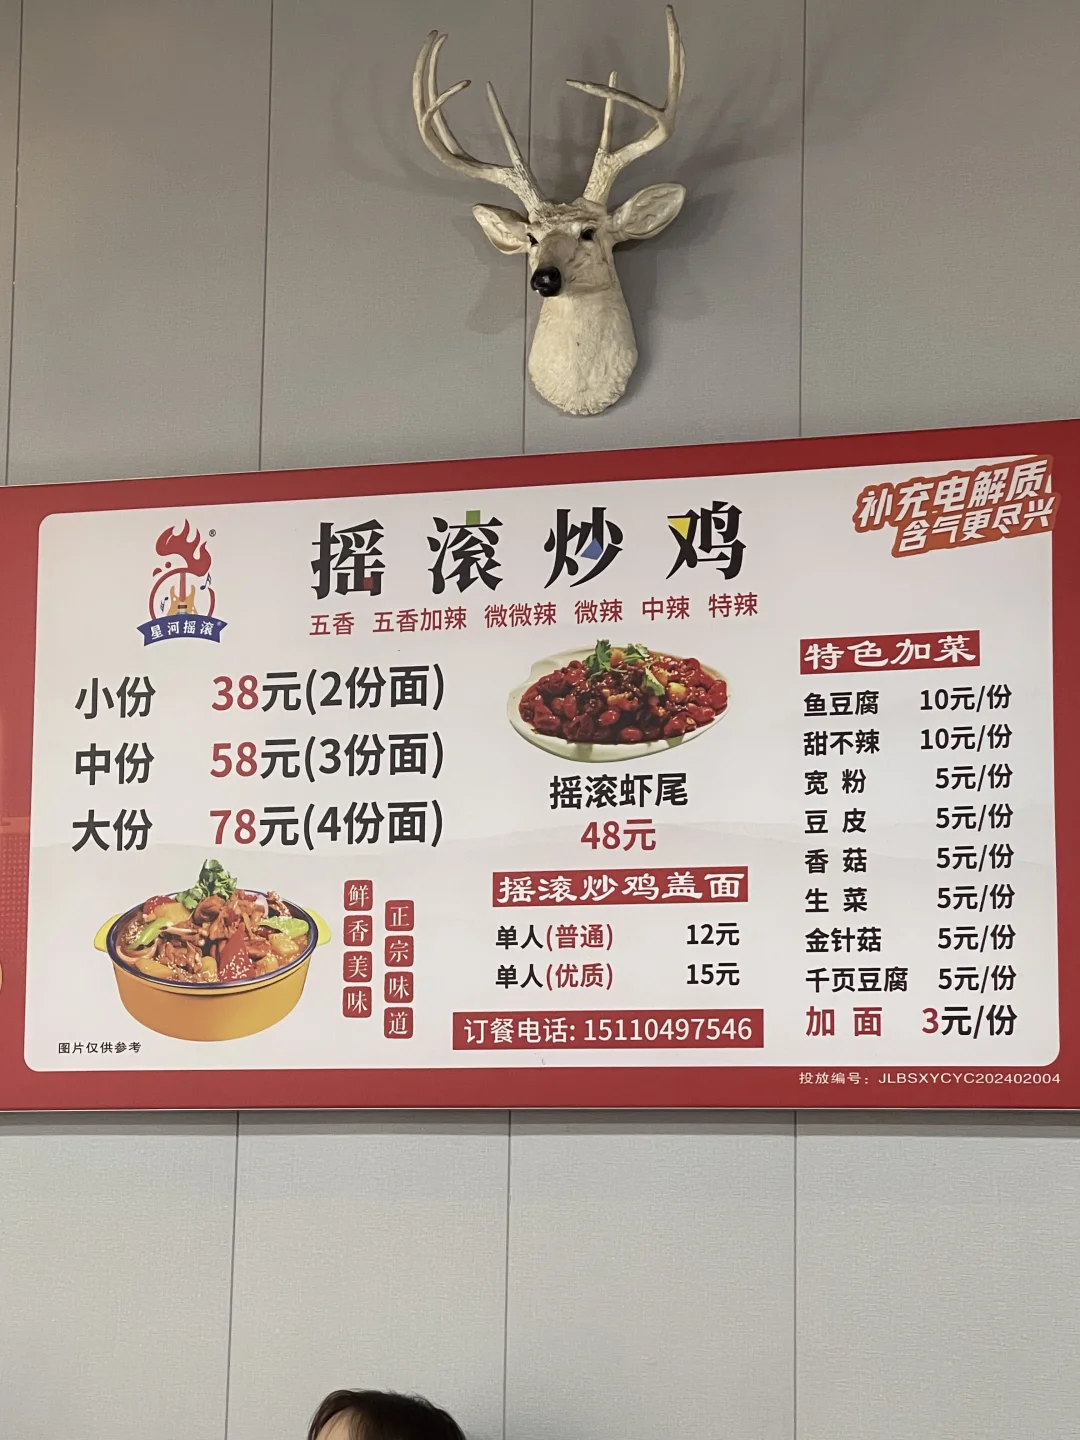 补充电解质
含气更尽兴
星河摇滚
摇滚炒鸡
五香 五香加辣 微微辣 微辣 中辣 特辣
小份 38元(2份面)
中份 58元(3份面)
大份 78元(4份面)
鲜香美味
正宗味道
图片仅供参考
摇滚虾尾
48元
摇滚炒鸡盖面
单人(普通) 12元
单人(优质) 15元
订餐电话: 15110497546
特色加菜
鱼豆腐 10元/份
甜不辣 10元/份
宽粉 5元/份
豆皮 5元/份
香菇 5元/份
生菜 5元/份
金针菇 5元/份
千页豆腐 5元/份
加面 3元/份
投放编号：JLBSXYCYC202402004